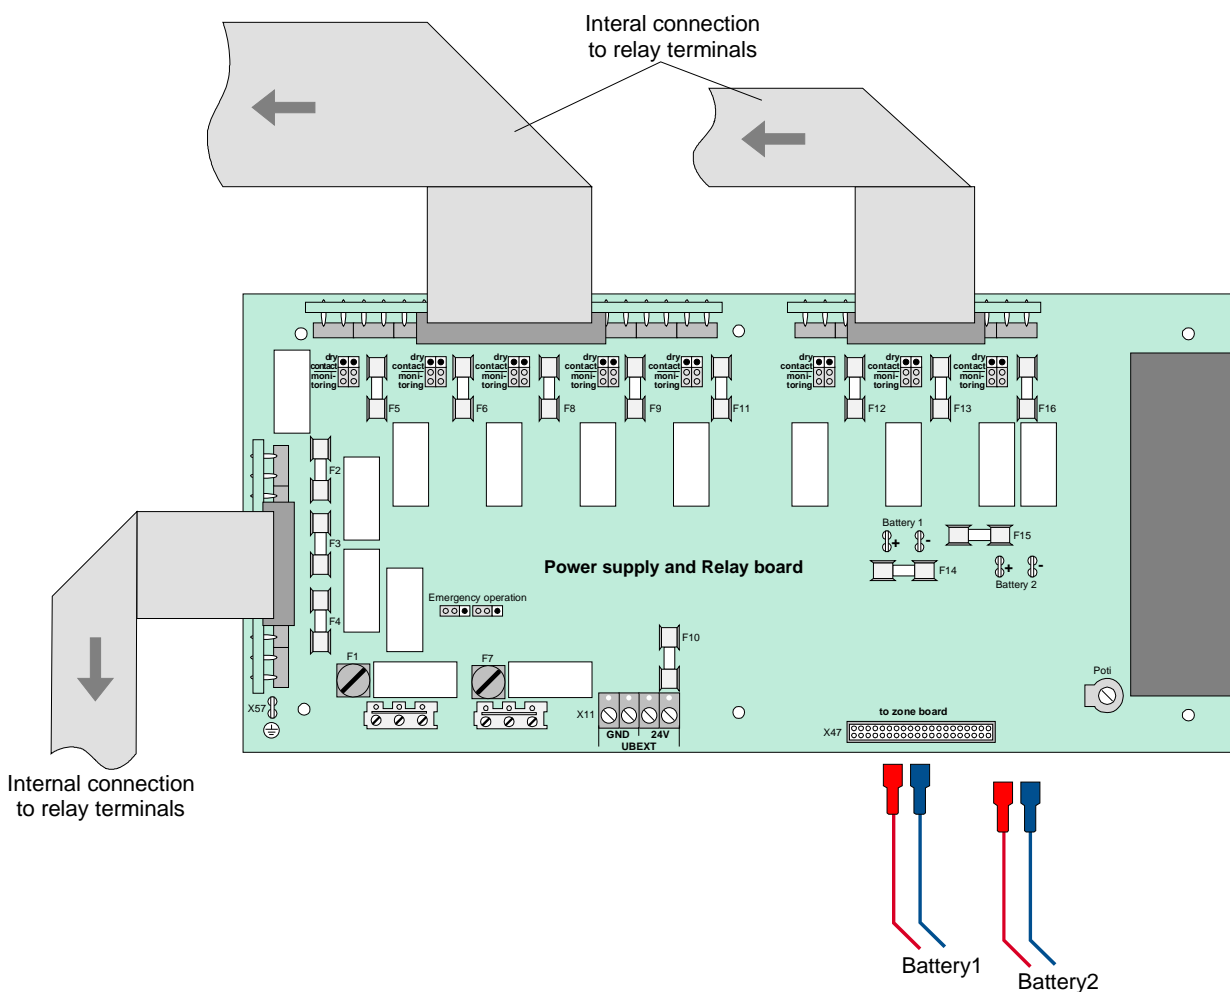 Interal connection
to relay terminals
dry
contact
moni-
toring
dry
contact
moni-
toring
dry
contact
moni-
toring
dry
contact
moni-
toring
dry
contact
moni-
toring
dry
contact
moni-
toring
dry
contact
moni-
toring
dry
contact
moni-
toring
F5
F6
F8
F9
F11
F12
F13
F16
F2
F3
F4
Battery 1
+ -
F15
F14
+ -
Battery 2
Power supply and Relay board
Emergency operation
F10
F1
F7
Poti
X57
X11
GND 24V
UBEXT
to zone board
X47
Internal connection
to relay terminals
Battery1
Battery2